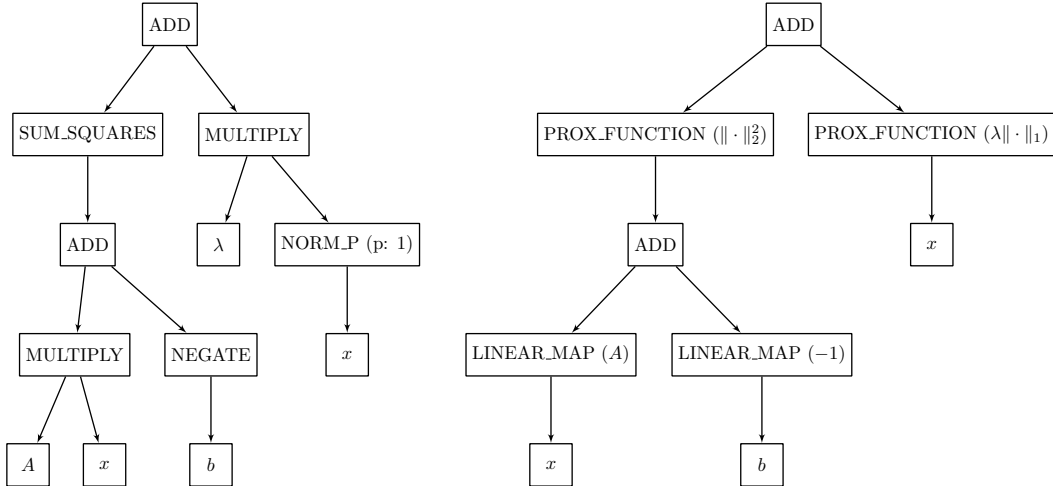 ADD
ADD
SUM_SQUARES
MULTIPLY
PROX_FUNCTION (‖ · ‖₂²)
PROX_FUNCTION (λ‖ · ‖₁)
ADD
λ
NORM_P (p: 1)
ADD
x
MULTIPLY
NEGATE
x
LINEAR_MAP (A)
LINEAR_MAP (−1)
A
x
b
x
b